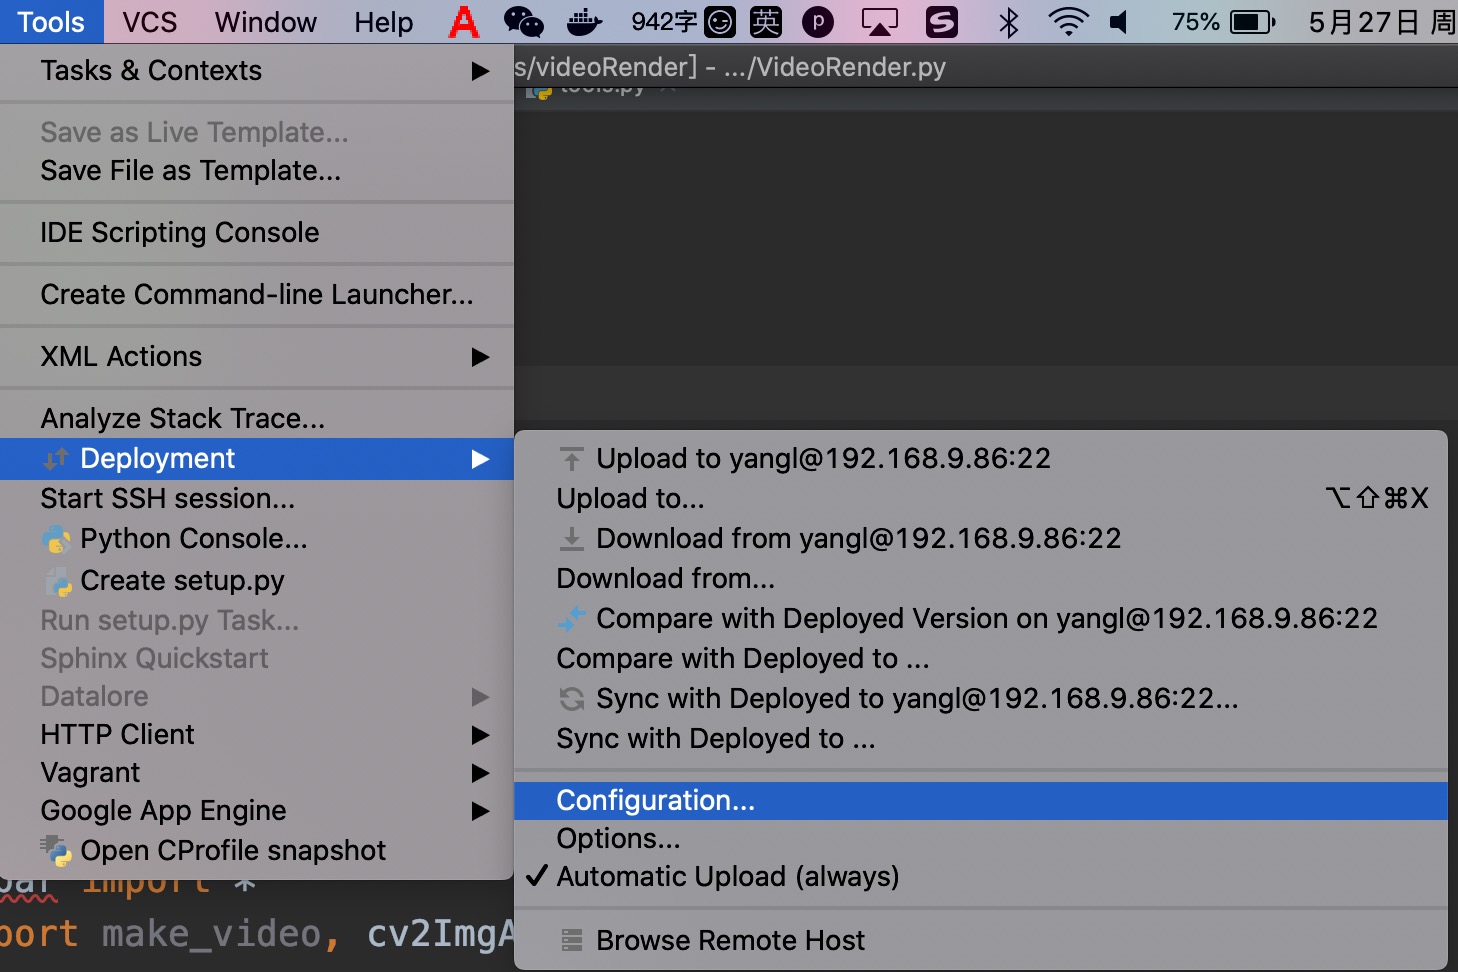 Tools VCS Window Help A 942字 英 p S 75% 5月27日 周
s/videoRender] - .../VideoRender.py
tools.py
Tasks & Contexts
Save as Live Template...
Save File as Template...
IDE Scripting Console
Create Command-line Launcher...
XML Actions
Analyze Stack Trace...
Deployment
Start SSH session...
Python Console...
Create setup.py
Run setup.py Task...
Sphinx Quickstart
Datalore
HTTP Client
Vagrant
Google App Engine
Open CProfile snapshot
Upload to yangl@192.168.9.86:22
Upload to... ⌥⇧⌘X
Download from yangl@192.168.9.86:22
Download from...
Compare with Deployed Version on yangl@192.168.9.86:22
Compare with Deployed to ...
Sync with Deployed to yangl@192.168.9.86:22...
Sync with Deployed to ...
Configuration...
Options...
✓ Automatic Upload (always)
Browse Remote Host
import *
port make_video, cv2ImgA